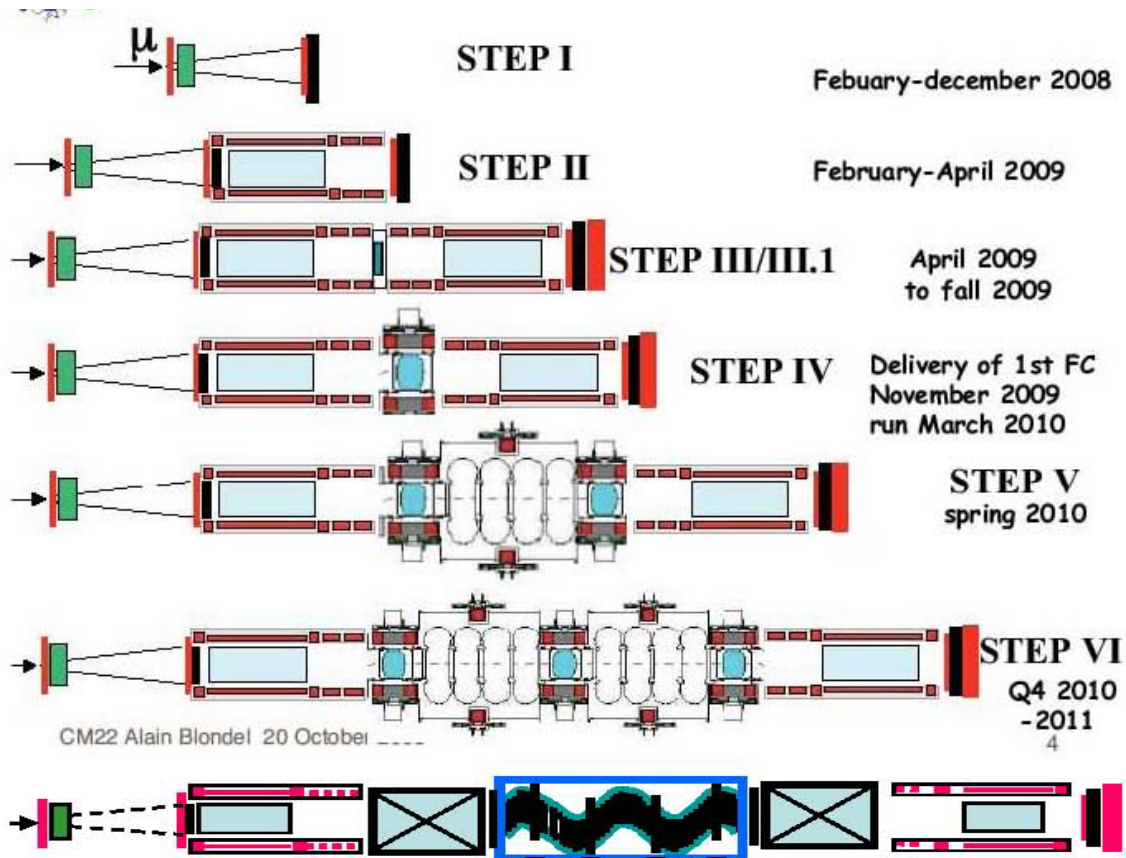 μ
STEP I
Febuary-december 2008
STEP II
February-April 2009
STEP III/III.1
April 2009
to fall 2009
STEP IV
Delivery of 1st FC
November 2009
run March 2010
STEP V
spring 2010
STEP VI
Q4 2010
-2011
CM22 Alain Blondel 20 October
4